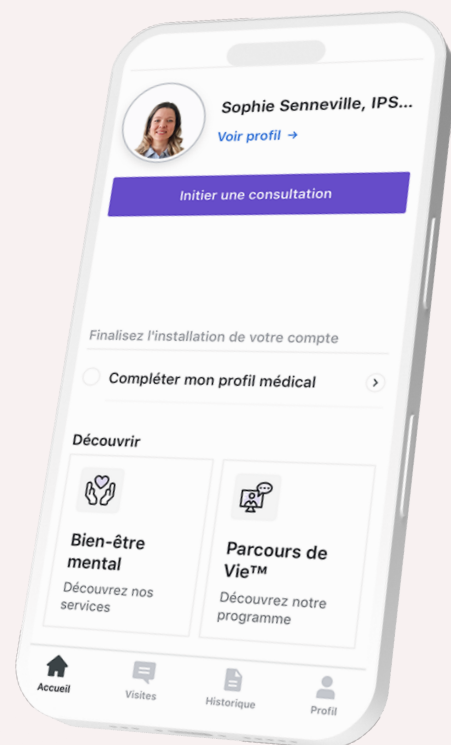 Sophie Senneville, IPS...
Voir profil →
Initier une consultation
Finalisez l'installation de votre compte
Compléter mon profil médical
Découvrir
Bien-être
mental
Découvrez nos
services
Parcours de
Vie™
Découvrez notre
programme
Accueil
Visites
Historique
Profil